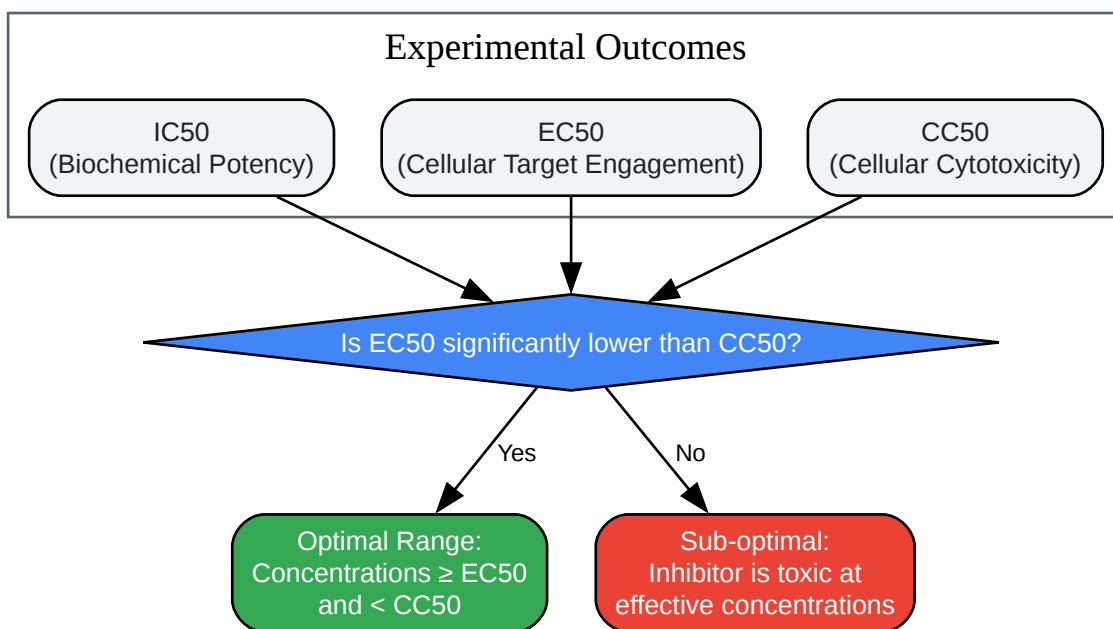 Experimental Outcomes
IC50
(Biochemical Potency)
EC50
(Cellular Target Engagement)
CC50
(Cellular Cytotoxicity)
Is EC50 significantly lower than CC50?
Yes
No
Optimal Range:
Concentrations ≥ EC50
and < CC50
Sub-optimal:
Inhibitor is toxic at
effective concentrations